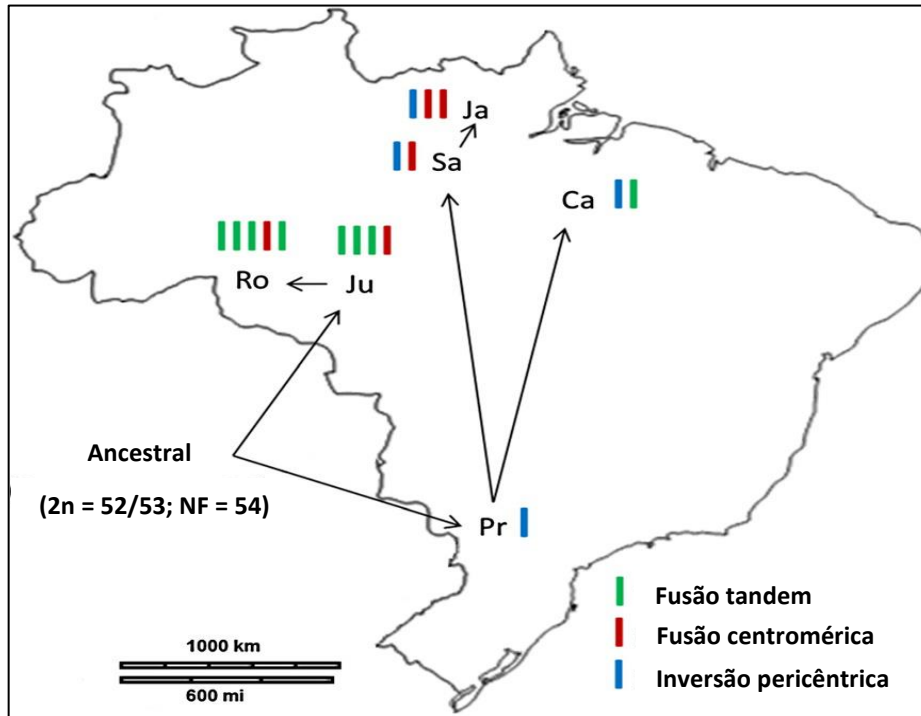 Ja
Sa
Ca
Ro
Ju
Ancestral
(2n = 52/53; NF = 54)
Pr
Fusão tandem
Fusão centromérica
Inversão pericêntrica
1000 km
600 mi